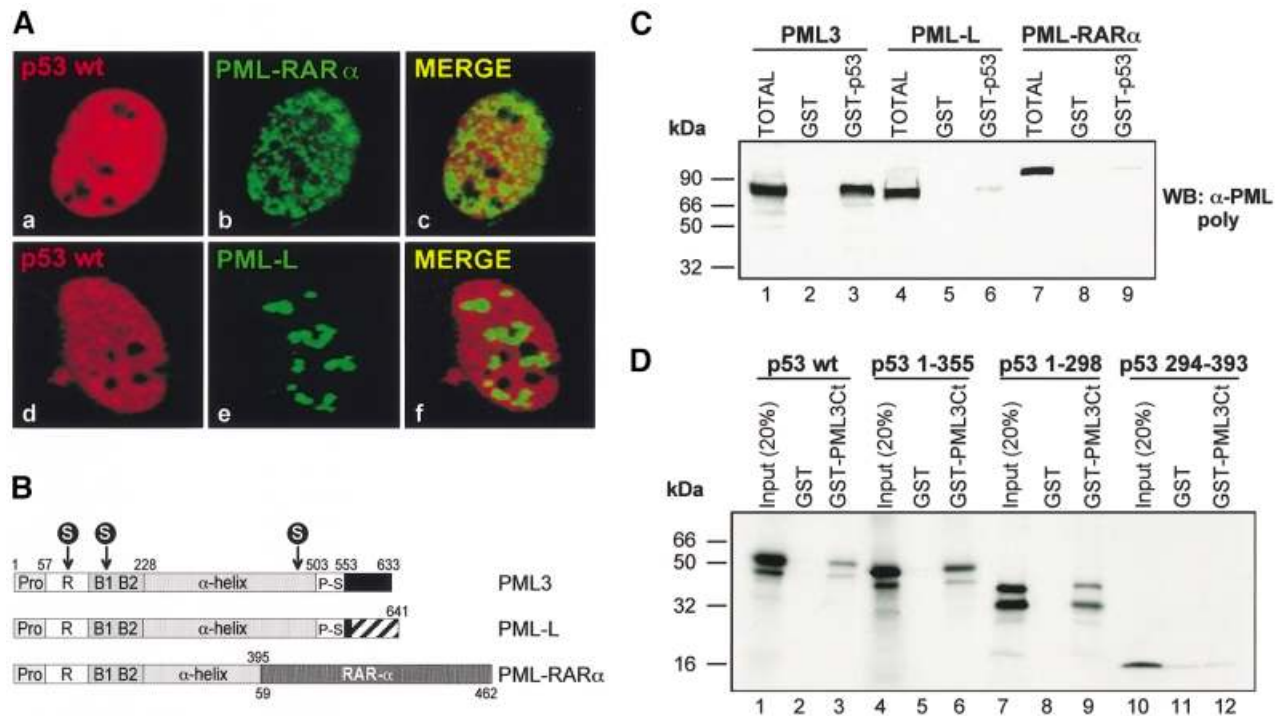 A
p53 wt
PML-RAR α
MERGE
a
b
c
p53 wt
PML-L
MERGE
d
e
f
B
S
S
S
1 57 228 503 553 633
Pro R B1 B2 α-helix P-S PML3
641
Pro R B1 B2 α-helix P-S PML-L
395
Pro R B1 B2 α-helix RAR-α PML-RARα
59 462
C
PML3 PML-L PML-RARα
TOTAL GST GST-p53 TOTAL GST GST-p53 TOTAL GST GST-p53
kDa
90
66
50
32
WB: α-PML
poly
1 2 3 4 5 6 7 8 9
D
p53 wt p53 1-355 p53 1-298 p53 294-393
Input (20%) GST GST-PML3Ct Input (20%) GST GST-PML3Ct Input (20%) GST GST-PML3Ct Input (20%) GST GST-PML3Ct
kDa
66
50
32
16
1 2 3 4 5 6 7 8 9 10 11 12